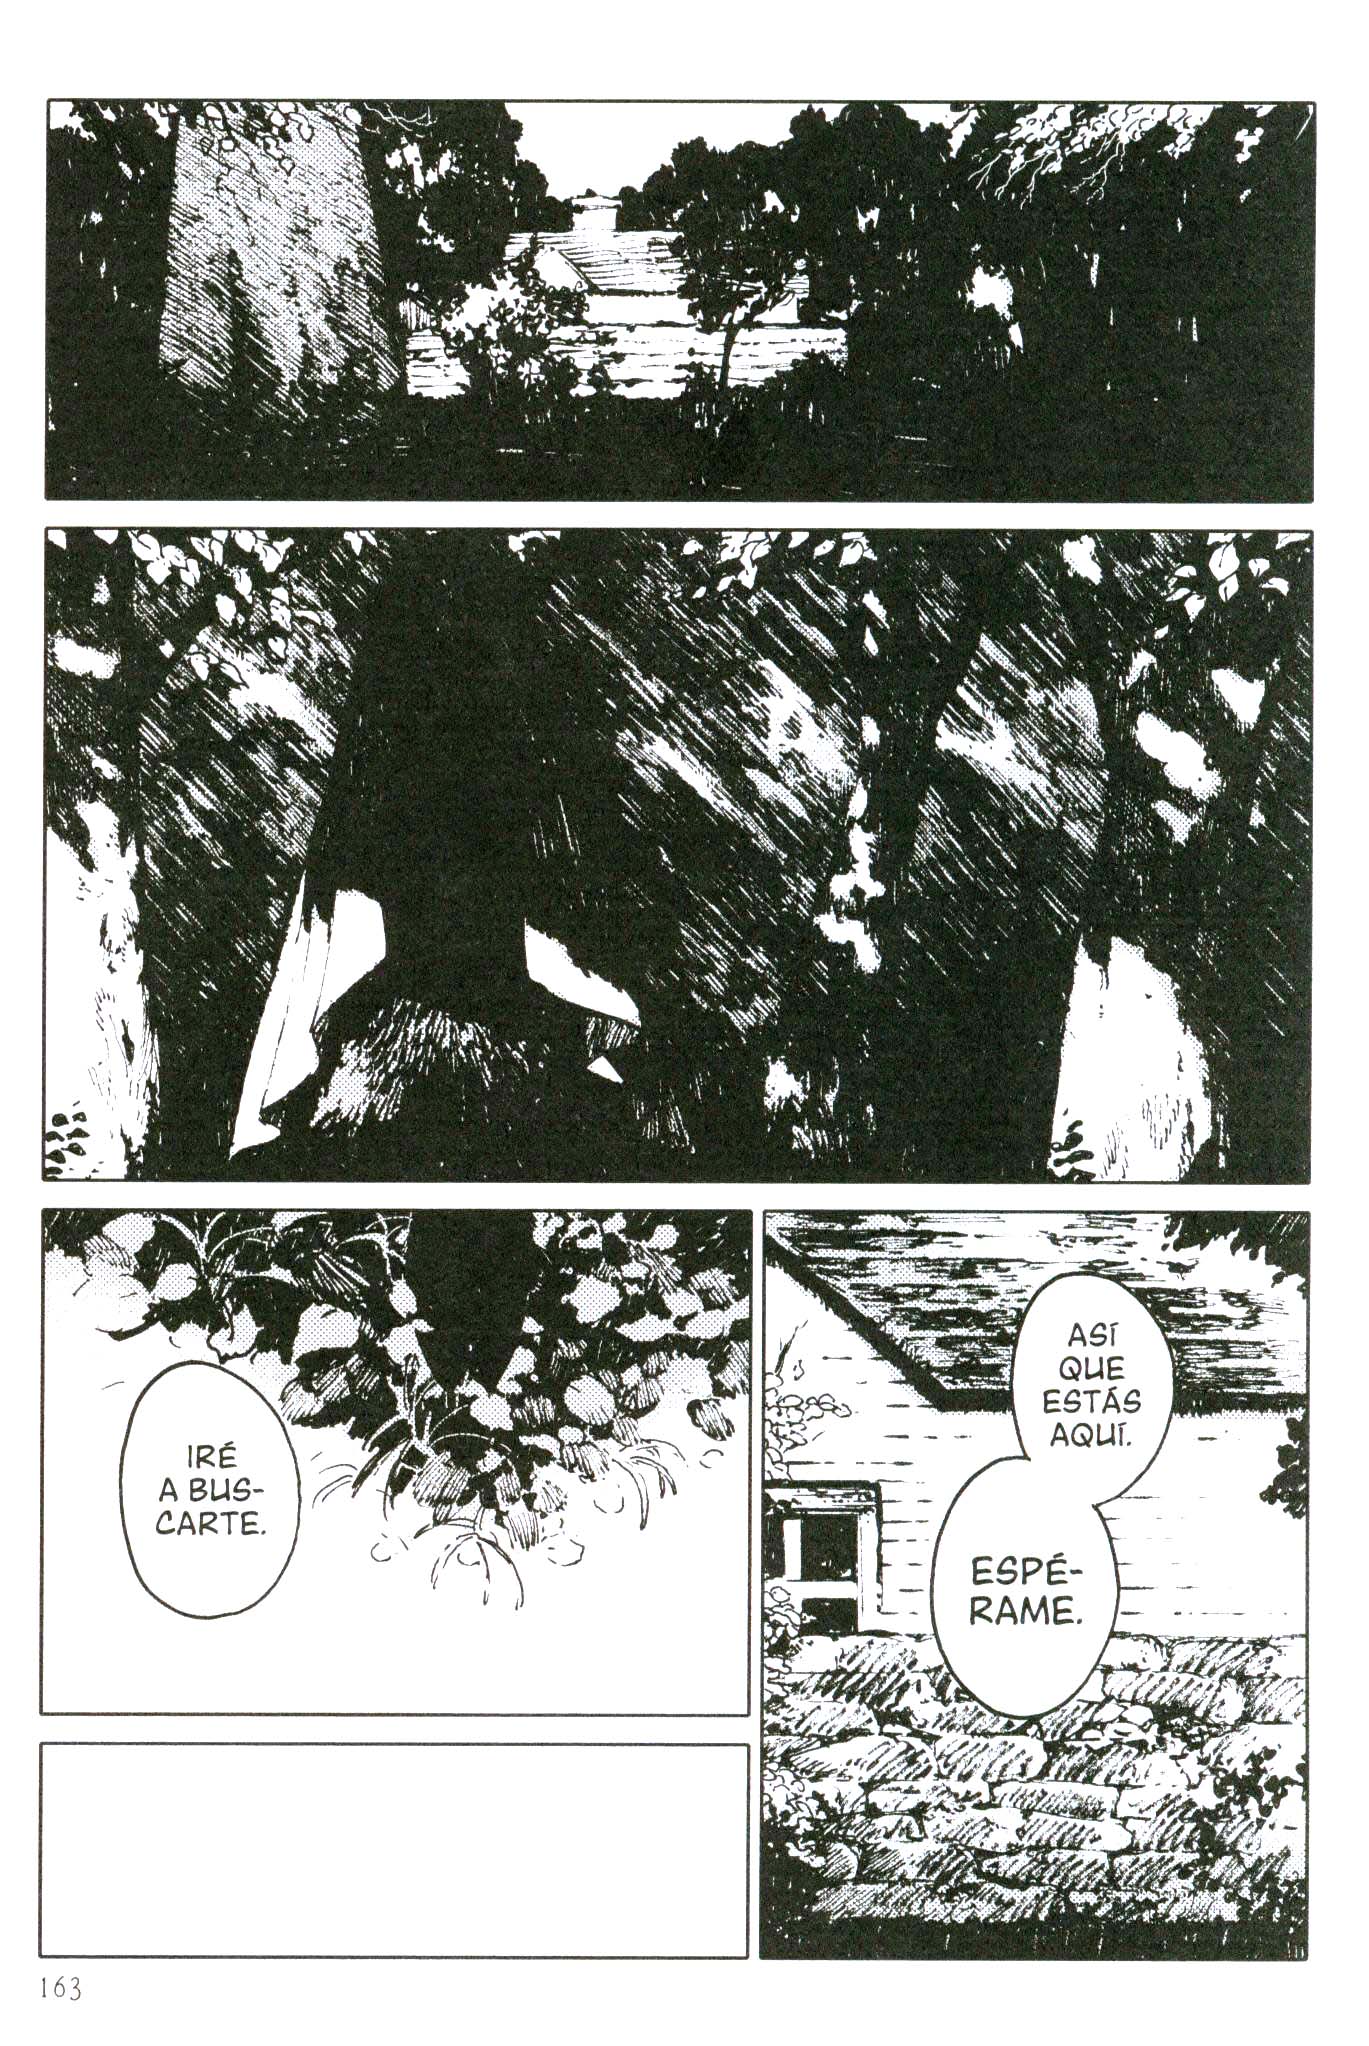 ASÍ
QUE
ESTÁS
AQUÍ.
ESPÉ-
RAME.
IRÉ
A BUS-
CARTE.
163